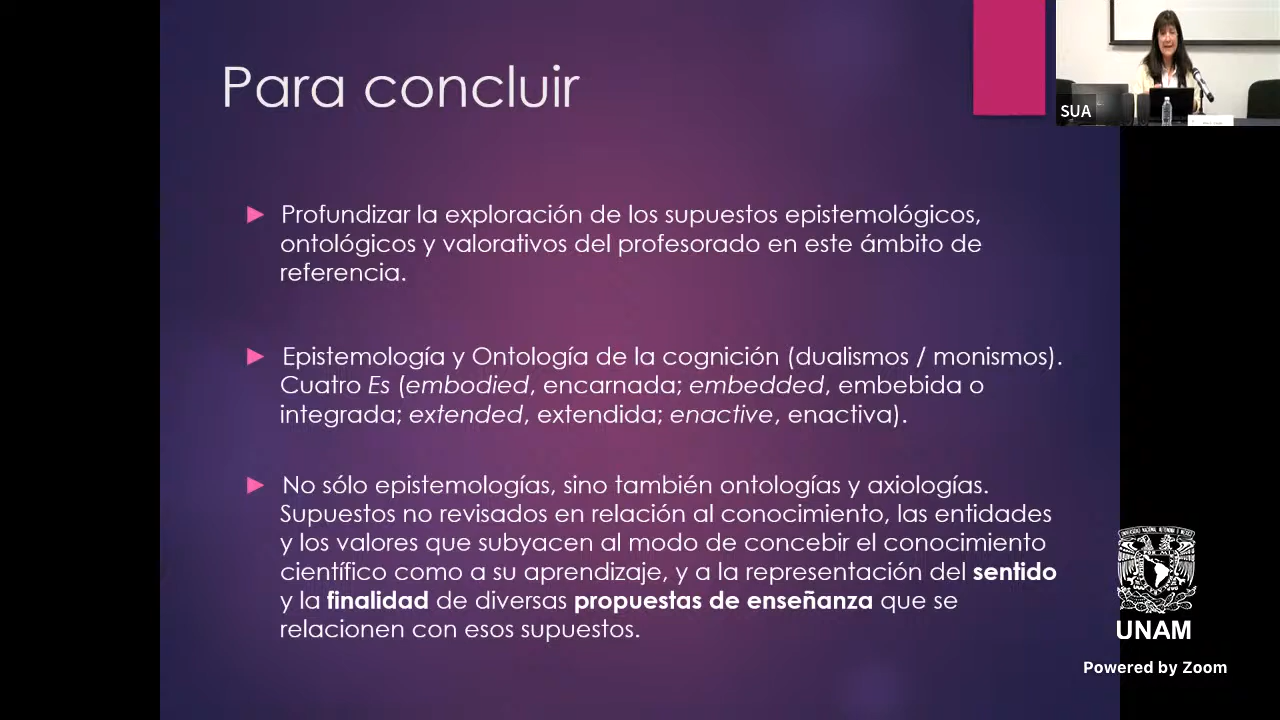 Para concluir
SUA
Profundizar la exploración de los supuestos epistemológicos,
ontológicos y valorativos del profesorado en este ámbito de
referencia.
Epistemología y Ontología de la cognición (dualismos / monismos).
Cuatro Es (embodied, encarnada; embedded, embebida o
integrada; extended, extendida; enactive, enactiva).
No sólo epistemologías, sino también ontologías y axiologías.
Supuestos no revisados en relación al conocimiento, las entidades
y los valores que subyacen al modo de concebir el conocimiento
científico como a su aprendizaje, y a la representación del sentido
y la finalidad de diversas propuestas de enseñanza que se
relacionen con esos supuestos.
UNAM
Powered by Zoom